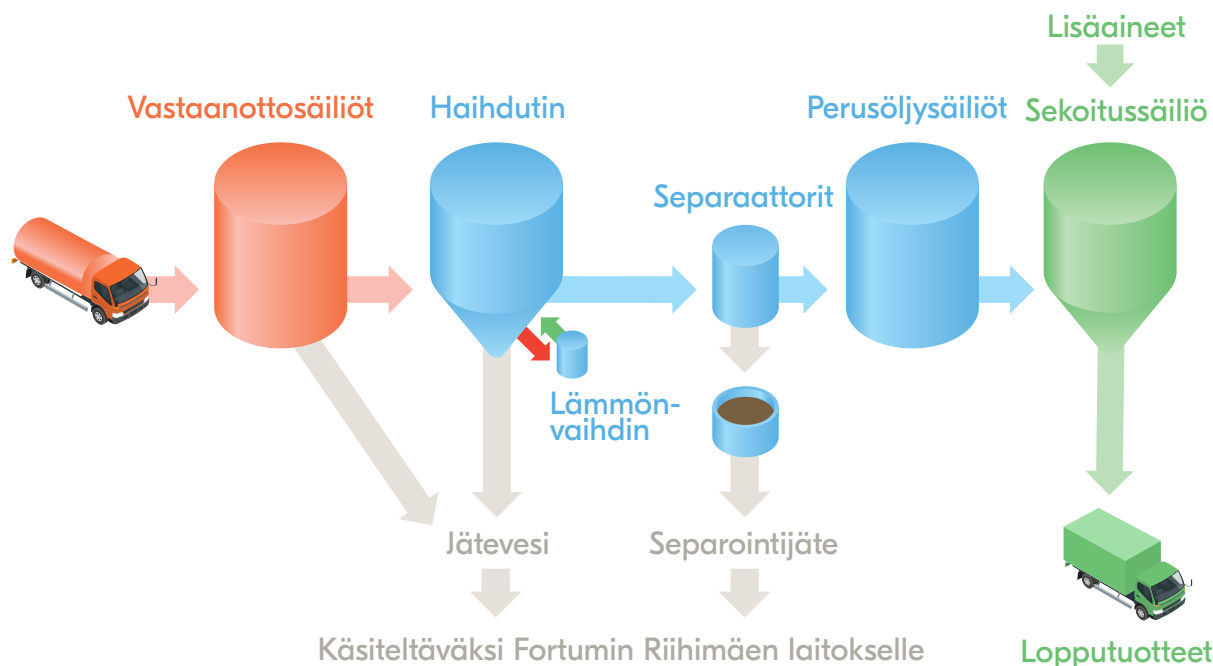 Lisäaineet
Vastaanottosäiliöt
Haihdutin
Perusöljysäiliöt
Sekoitussäiliö
Separaattorit
Lämmön-
vaihdin
Jätevesi
Separointijäte
Käsiteltäväksi Fortumin Riihimäen laitokselle
Lopputuotteet